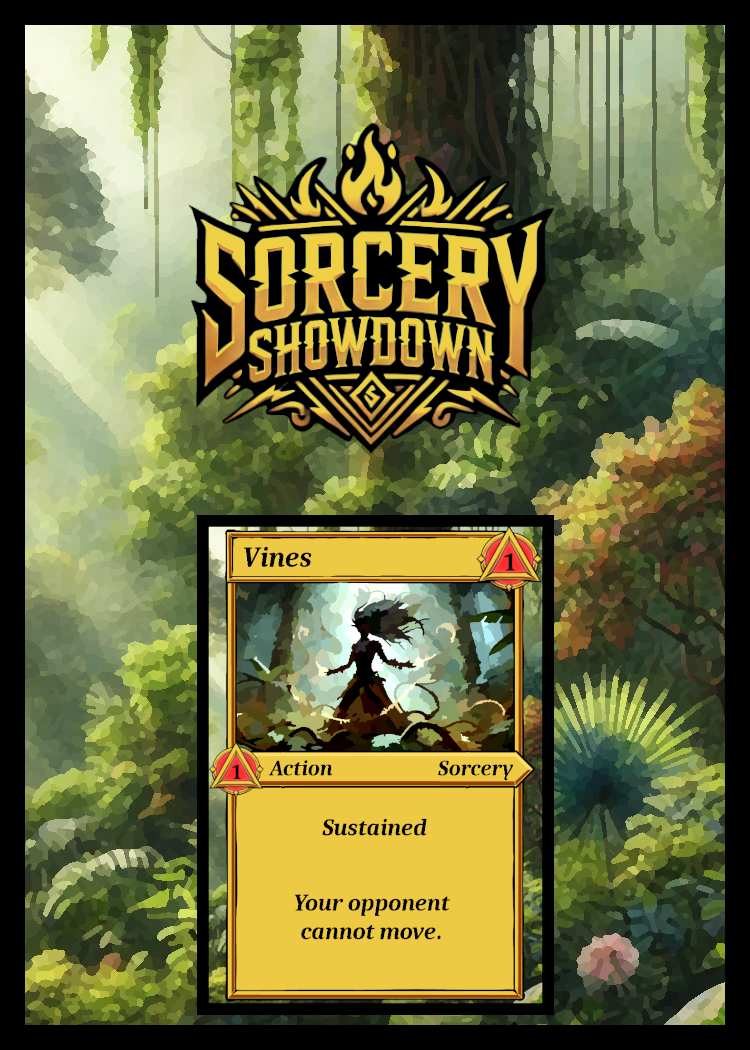 SORCERY
SHOWDOWN
S
Vines
1
1
Action
Sorcery
Sustained
Your opponent
cannot move.